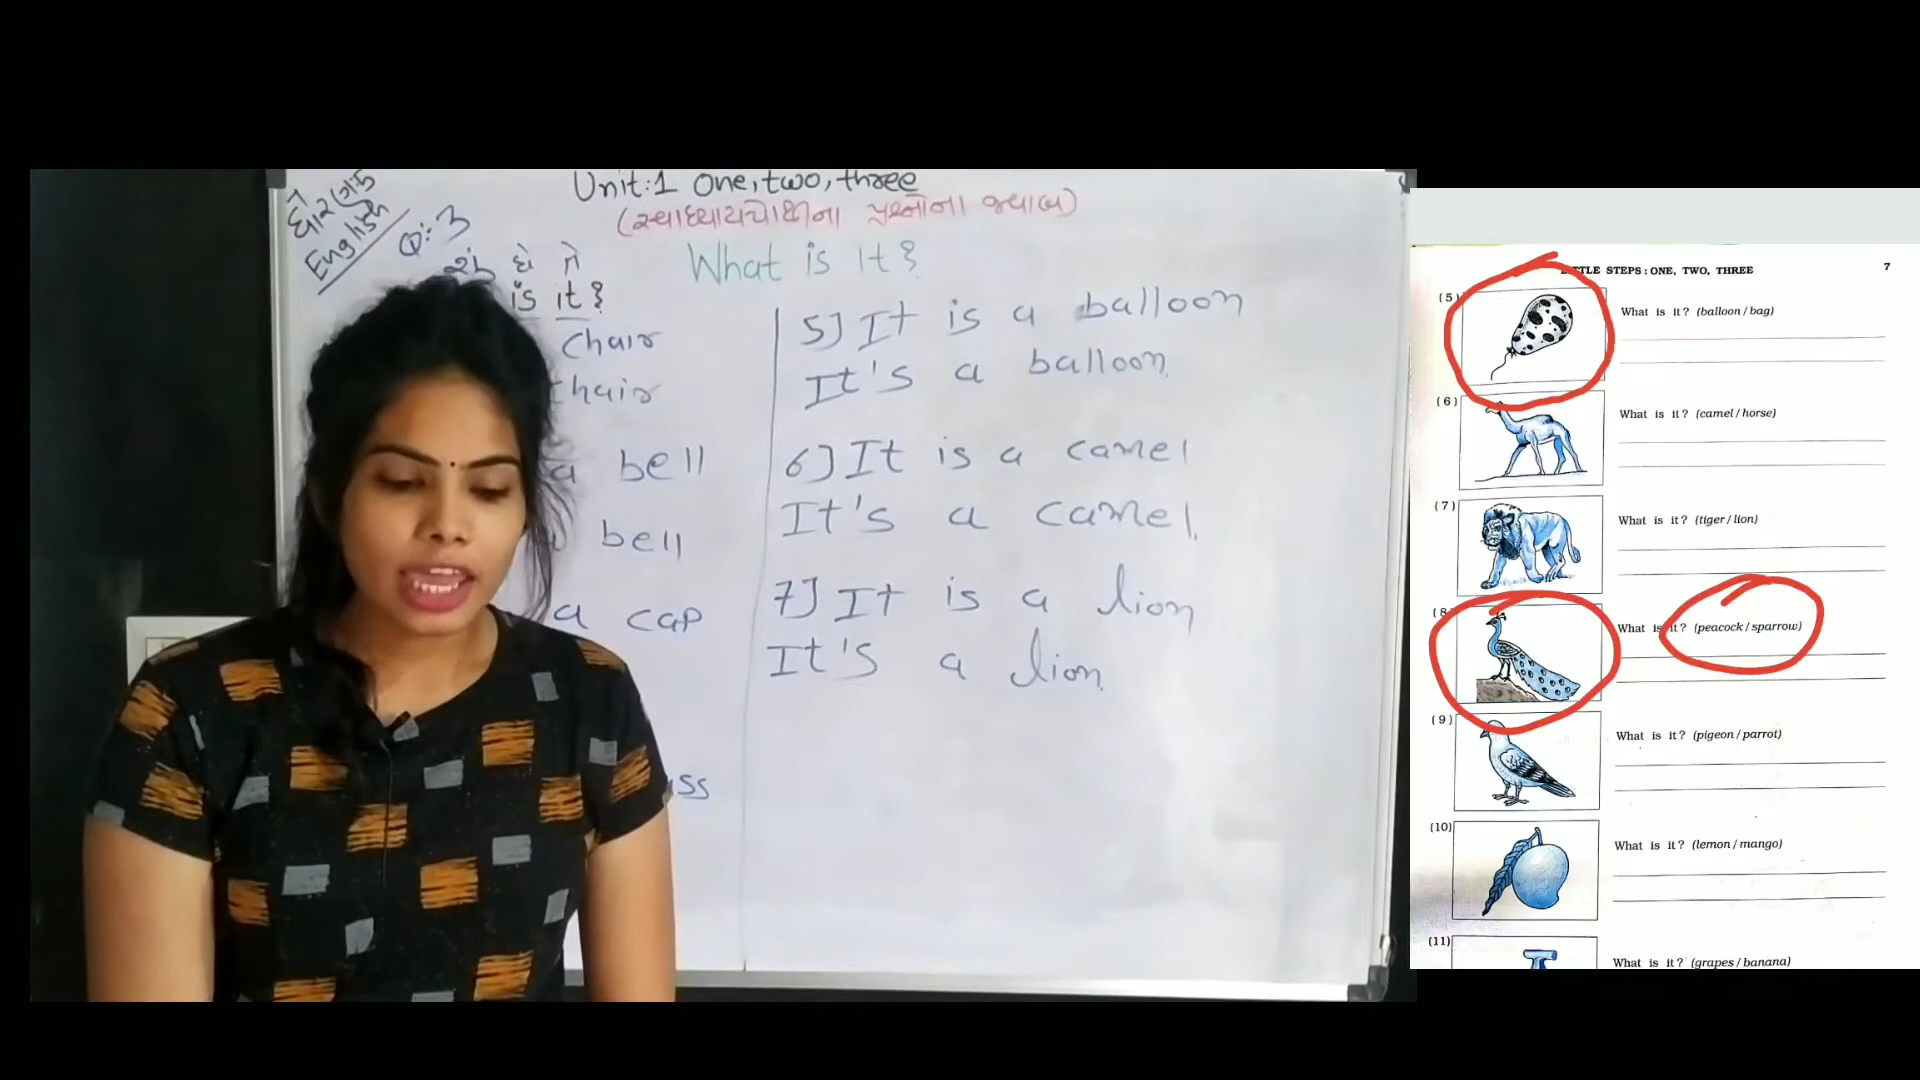 ધોરણ:5
English
Q:-3
Unit:1 One, two, three
(સ્વાધ્યાયપોથીના પ્રશ્નોના જવાબ)
શું છે તે
is it?
What is it?
chair
chair
a bell
bell
a cap
5) It is a balloon
It's a balloon.
6) It is a camel
It's a camel.
7) It is a lion
It's a lion.
LITTLE STEPS : ONE, TWO, THREE 7
(5) What is it? (balloon / bag)
(6) What is it? (camel / horse)
(7) What is it? (tiger / lion)
(8) What is it? (peacock / sparrow)
(9) What is it? (pigeon / parrot)
(10) What is it? (lemon / mango)
(11) What is it? (grapes / banana)